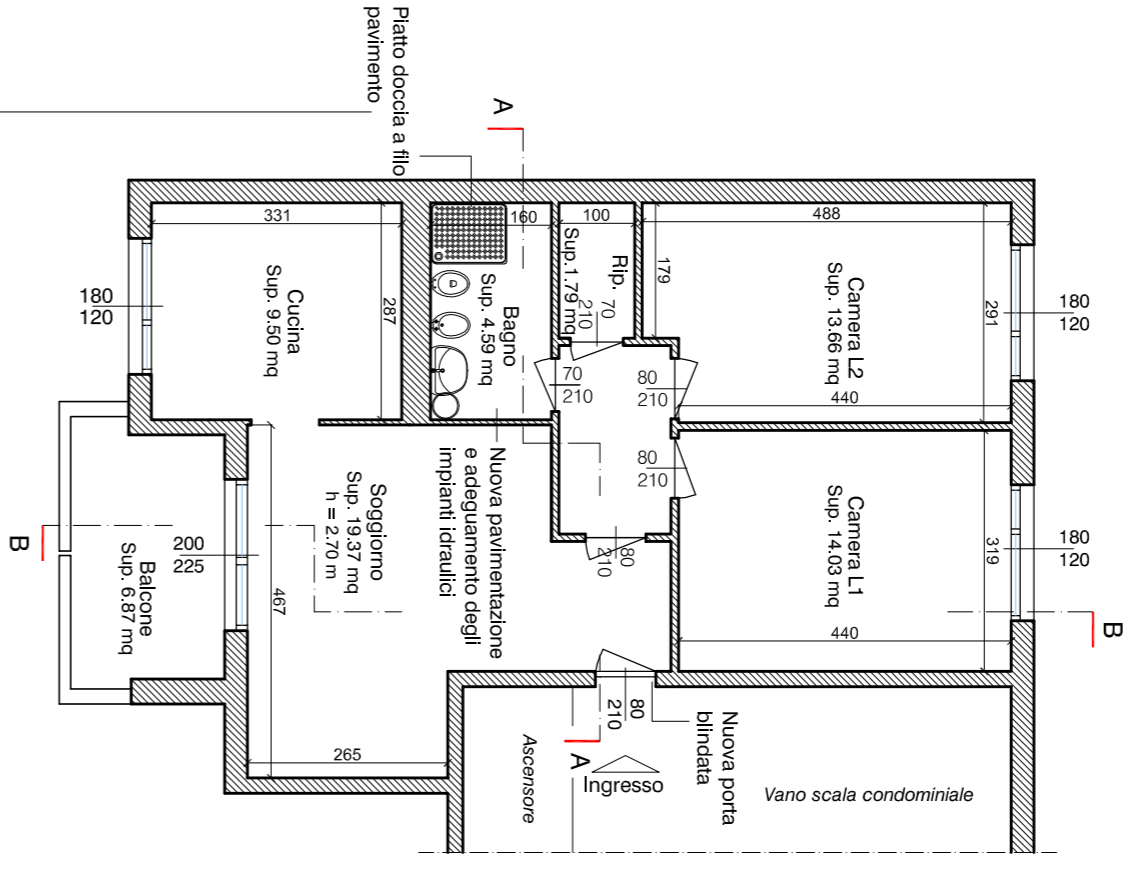 Piatto doccia a filo
pavimento
A
331
287
Cucina
Sup. 9.50 mq
180
120
160
Bagno
Sup. 4.59 mq
100
Rip.
Sup.1.79 mq
70
210
179
488
Camera L2
Sup. 13.66 mq
291
440
180
120
70
210
80
210
80
210
Camera L1
Sup. 14.03 mq
319
440
180
120
B
Nuova pavimentazione
e adeguamento degli
impianti idraulici
Soggiorno
Sup. 19.37 mq
h = 2.70 m
80
210
200
225
467
265
Balcone
Sup. 6.87 mq
B
80
210
Nuova porta
blindata
A
Ingresso
Ascensore
Vano scala condominiale